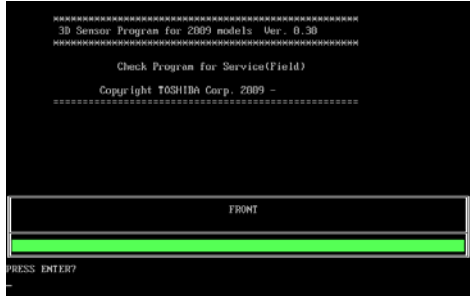 ××××××××××××××××××××××××××××××××××××××××××××××××××××
3D Sensor Program for 2009 models  Ver. 0.30
××××××××××××××××××××××××××××××××××××××××××××××××××××
Check Program for Service(Field)
Copyright TOSHIBA Corp. 2009 -
====================================================
FRONT
PRESS ENTER?
_